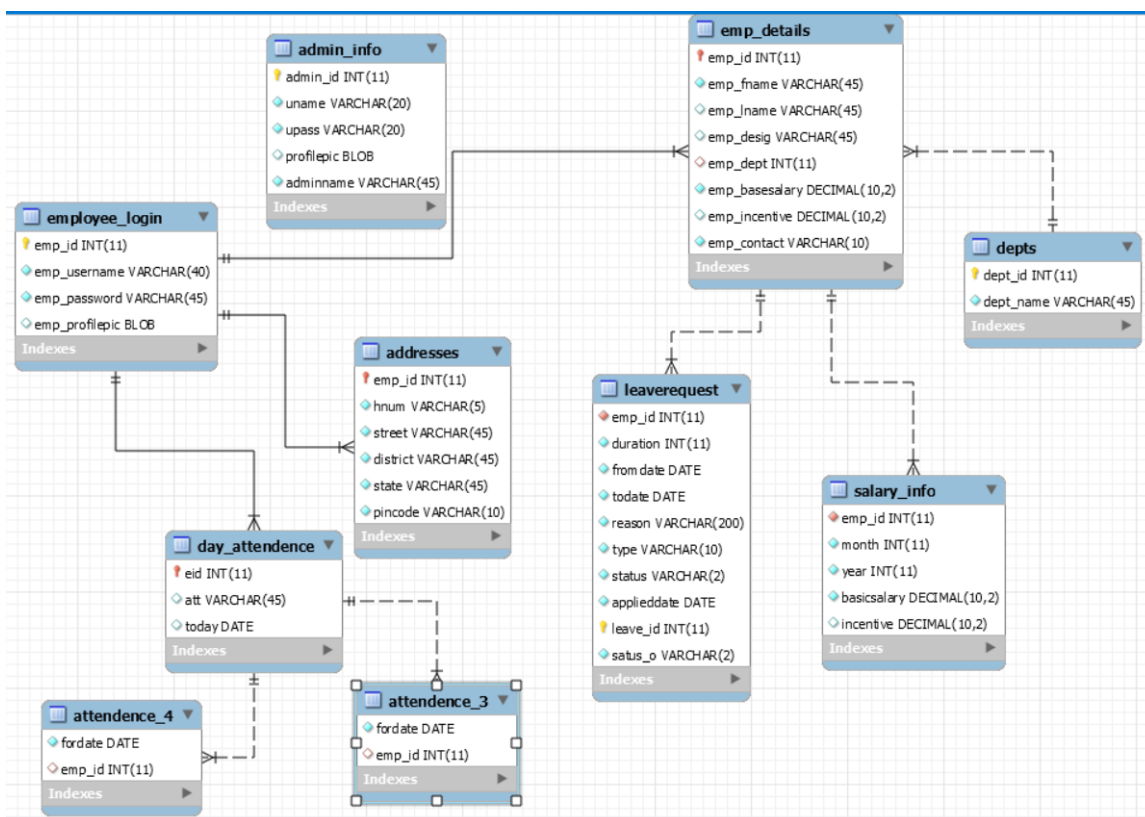 admin_info
admin_id INT(11)
uname VARCHAR(20)
upass VARCHAR(20)
profilepic BLOB
adminname VARCHAR(45)
Indexes
emp_details
emp_id INT(11)
emp_fname VARCHAR(45)
emp_lname VARCHAR(45)
emp_desig VARCHAR(45)
emp_dept INT(11)
emp_basesalary DECIMAL(10,2)
emp_incentive DECIMAL(10,2)
emp_contact VARCHAR(10)
Indexes
employee_login
emp_id INT(11)
emp_username VARCHAR(40)
emp_password VARCHAR(45)
emp_profilepic BLOB
Indexes
depts
dept_id INT(11)
dept_name VARCHAR(45)
Indexes
addresses
emp_id INT(11)
hnum VARCHAR(5)
street VARCHAR(45)
district VARCHAR(45)
state VARCHAR(45)
pincode VARCHAR(10)
Indexes
leaverequest
emp_id INT(11)
duration INT(11)
fromdate DATE
todate DATE
reason VARCHAR(200)
type VARCHAR(10)
status VARCHAR(2)
applieddate DATE
leave_id INT(11)
satus_o VARCHAR(2)
Indexes
salary_info
emp_id INT(11)
month INT(11)
year INT(11)
basicsalary DECIMAL(10,2)
incentive DECIMAL(10,2)
Indexes
day_attendence
eid INT(11)
att VARCHAR(45)
today DATE
Indexes
attendence_4
fordate DATE
emp_id INT(11)
Indexes
attendence_3
fordate DATE
emp_id INT(11)
Indexes